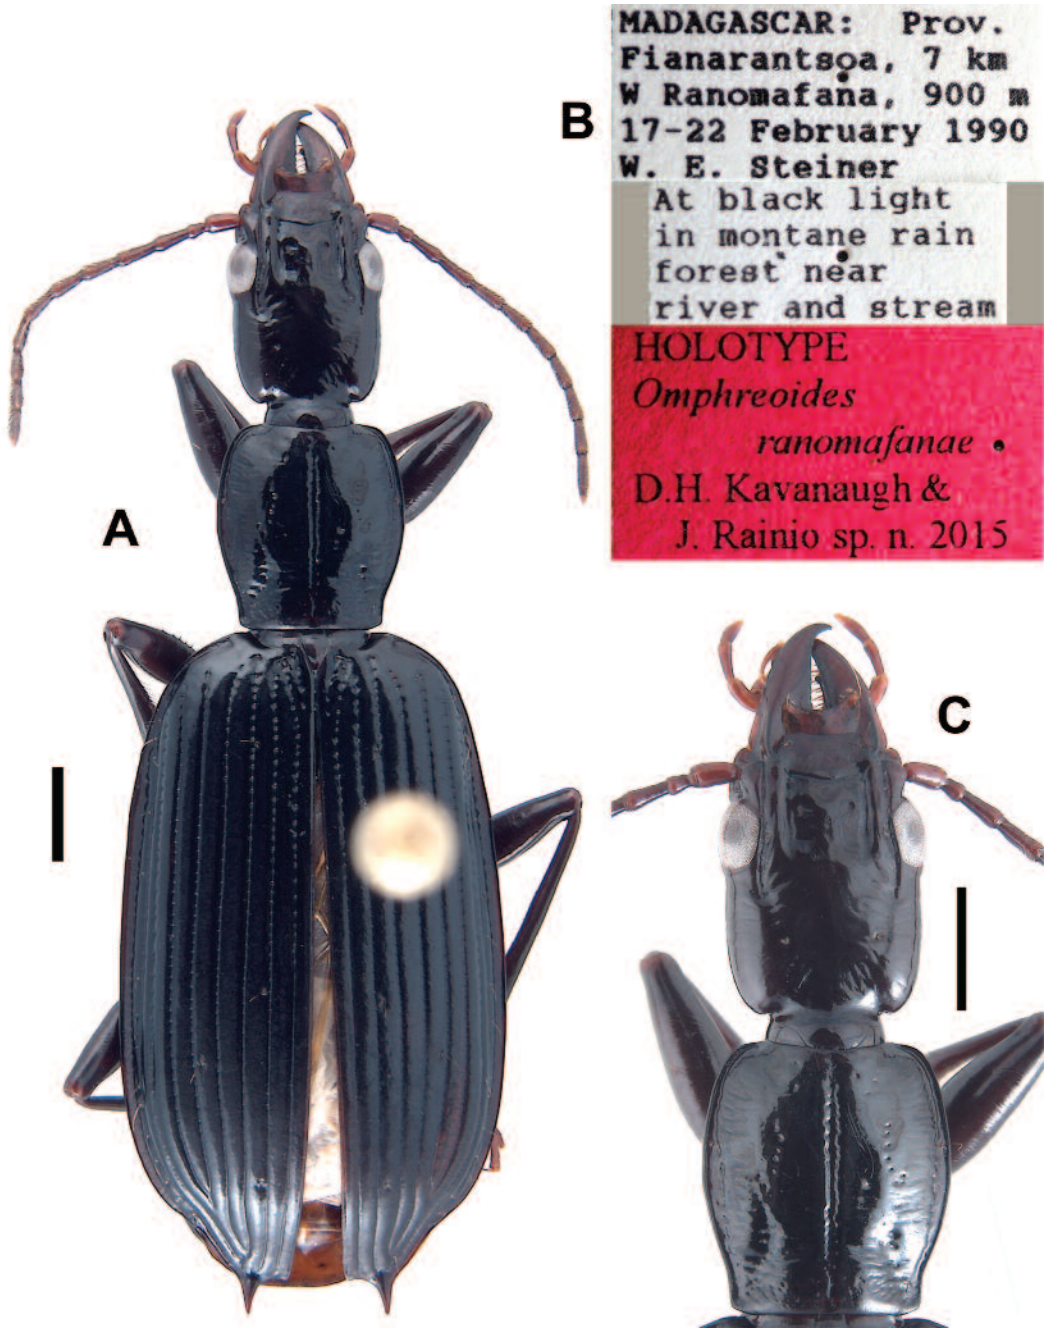 MADAGASCAR: Prov.
Fianarantsoa, 7 km
W Ranomafana, 900 m
17-22 February 1990
W. E. Steiner
At black light
in montane rain
forest near
river and stream
HOLOTYPE
Omphreoides
ranomafanae
D.H. Kavanaugh &
J. Rainio sp. n. 2015
B
A
C